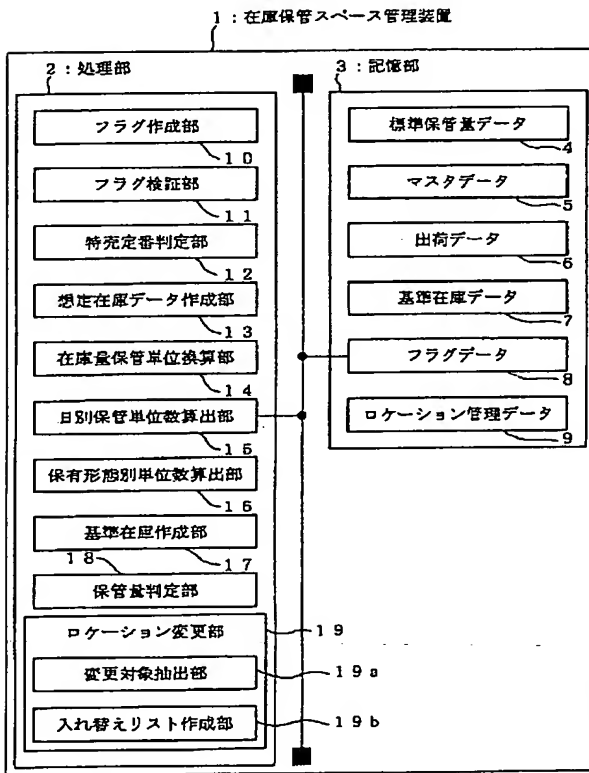 1：在庫保管スペース管理装置
2：処理部
フラグ作成部
10
フラグ検証部
11
特売定番判定部
12
想定在庫データ作成部
13
在庫量保管単位換算部
14
日別保管単位数算出部
15
保有形態別単位数算出部
16
基準在庫作成部
17
18
保管量判定部
ロケーション変更部
19
変更対象抽出部
19a
入れ替えリスト作成部
19b
3：記憶部
標準保管量データ
4
マスタデータ
5
出荷データ
6
基準在庫データ
7
フラグデータ
8
ロケーション管理データ
9